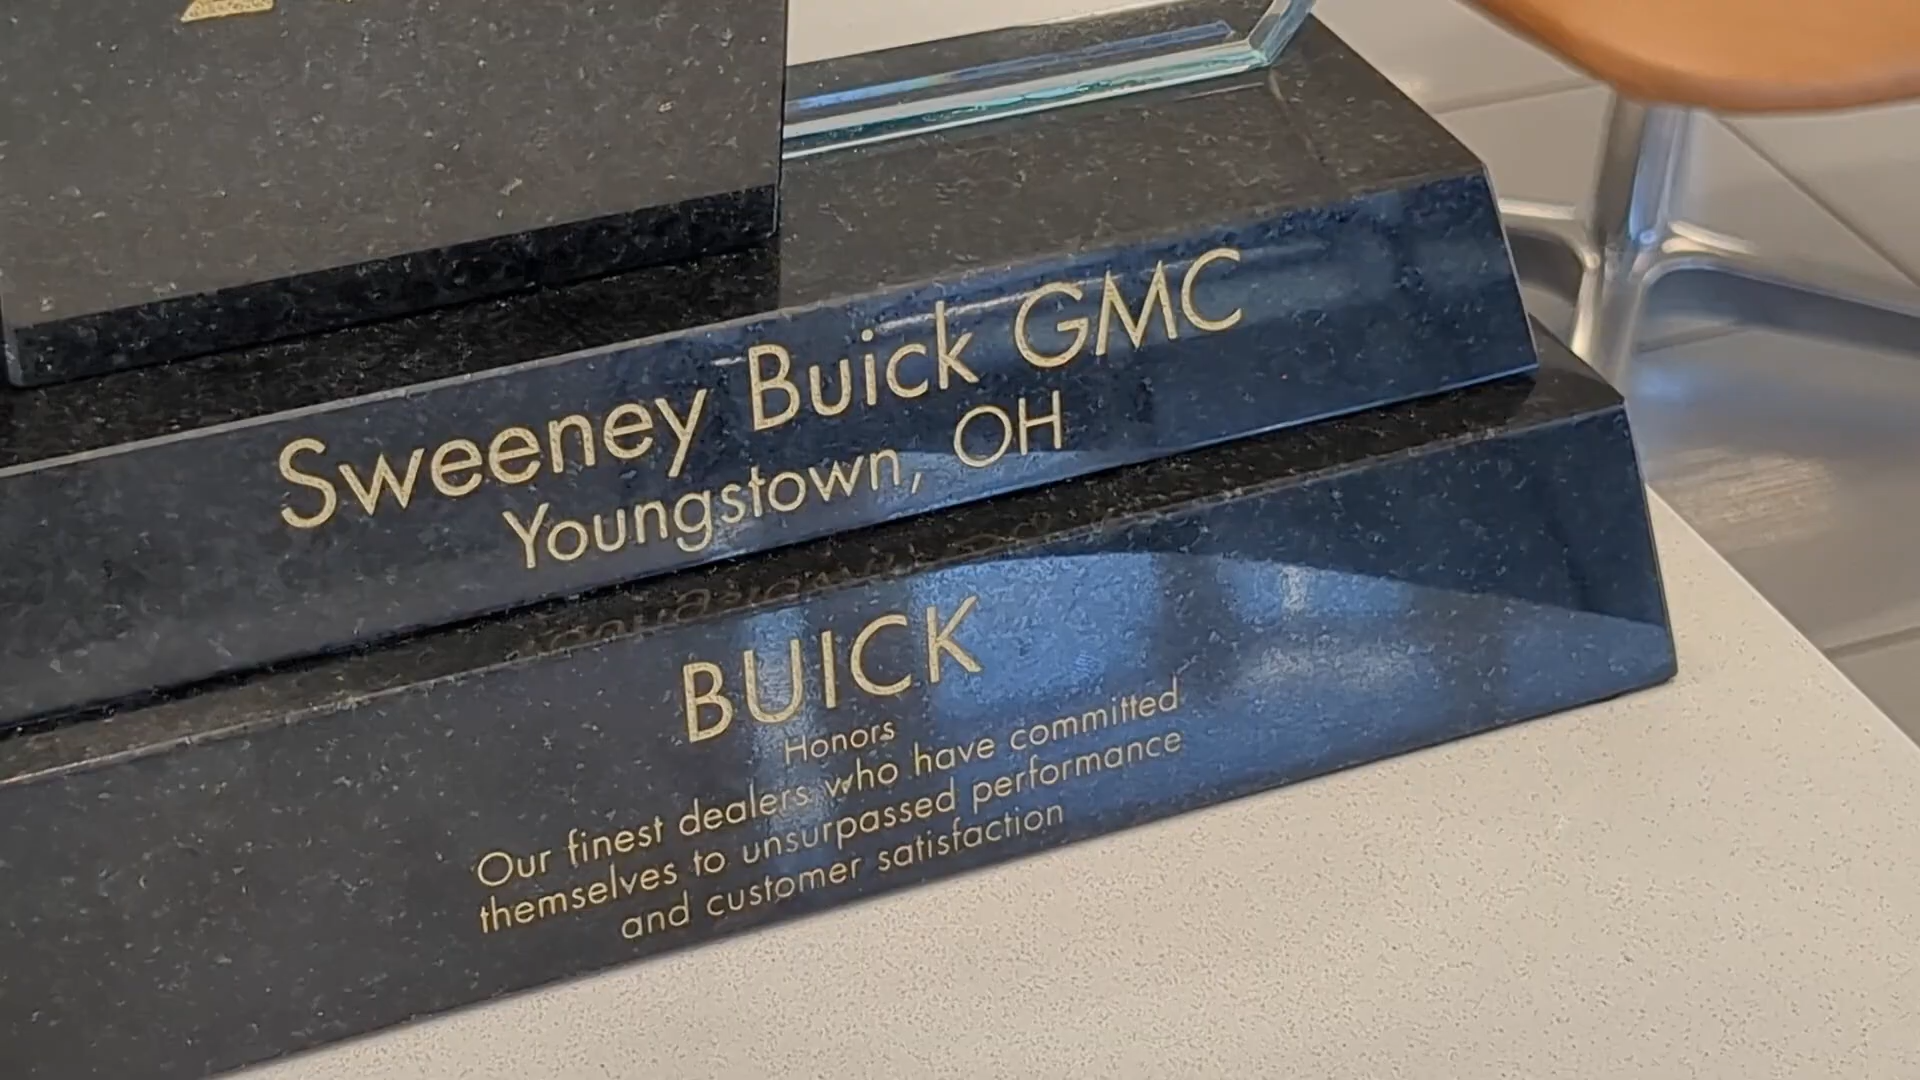 Sweeney Buick GMC
Youngstown, OH
BUICK
Honors
Our finest dealers who have committed
themselves to unsurpassed performance
and customer satisfaction